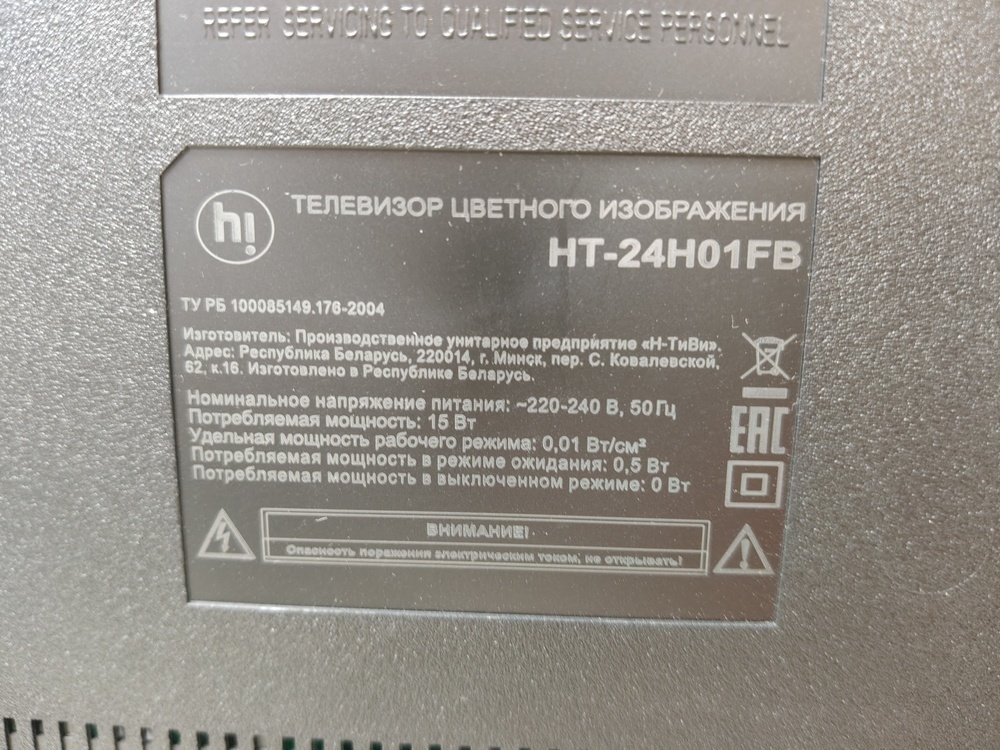 REFER SERVICING TO QUALIFIED SERVICE PERSONNEL
hi
ТЕЛЕВИЗОР ЦВЕТНОГО ИЗОБРАЖЕНИЯ
HT-24H01FB
ТУ РБ 100085149.176-2004
Изготовитель: Производственное унитарное предприятие «Н-ТиВи».
Адрес: Республика Беларусь, 220014, г. Минск, пер. С. Ковалевской,
62, к.16. Изготовлено в Республике Беларусь.
Номинальное напряжение питания: ~220-240 В, 50 Гц
Потребляемая мощность: 15 Вт
Удельная мощность рабочего режима: 0,01 Вт/см²
Потребляемая мощность в режиме ожидания: 0,5 Вт
Потребляемая мощность в выключенном режиме: 0 Вт
EAC
ВНИМАНИЕ!
Опасность поражения электрическим током, не открывать!